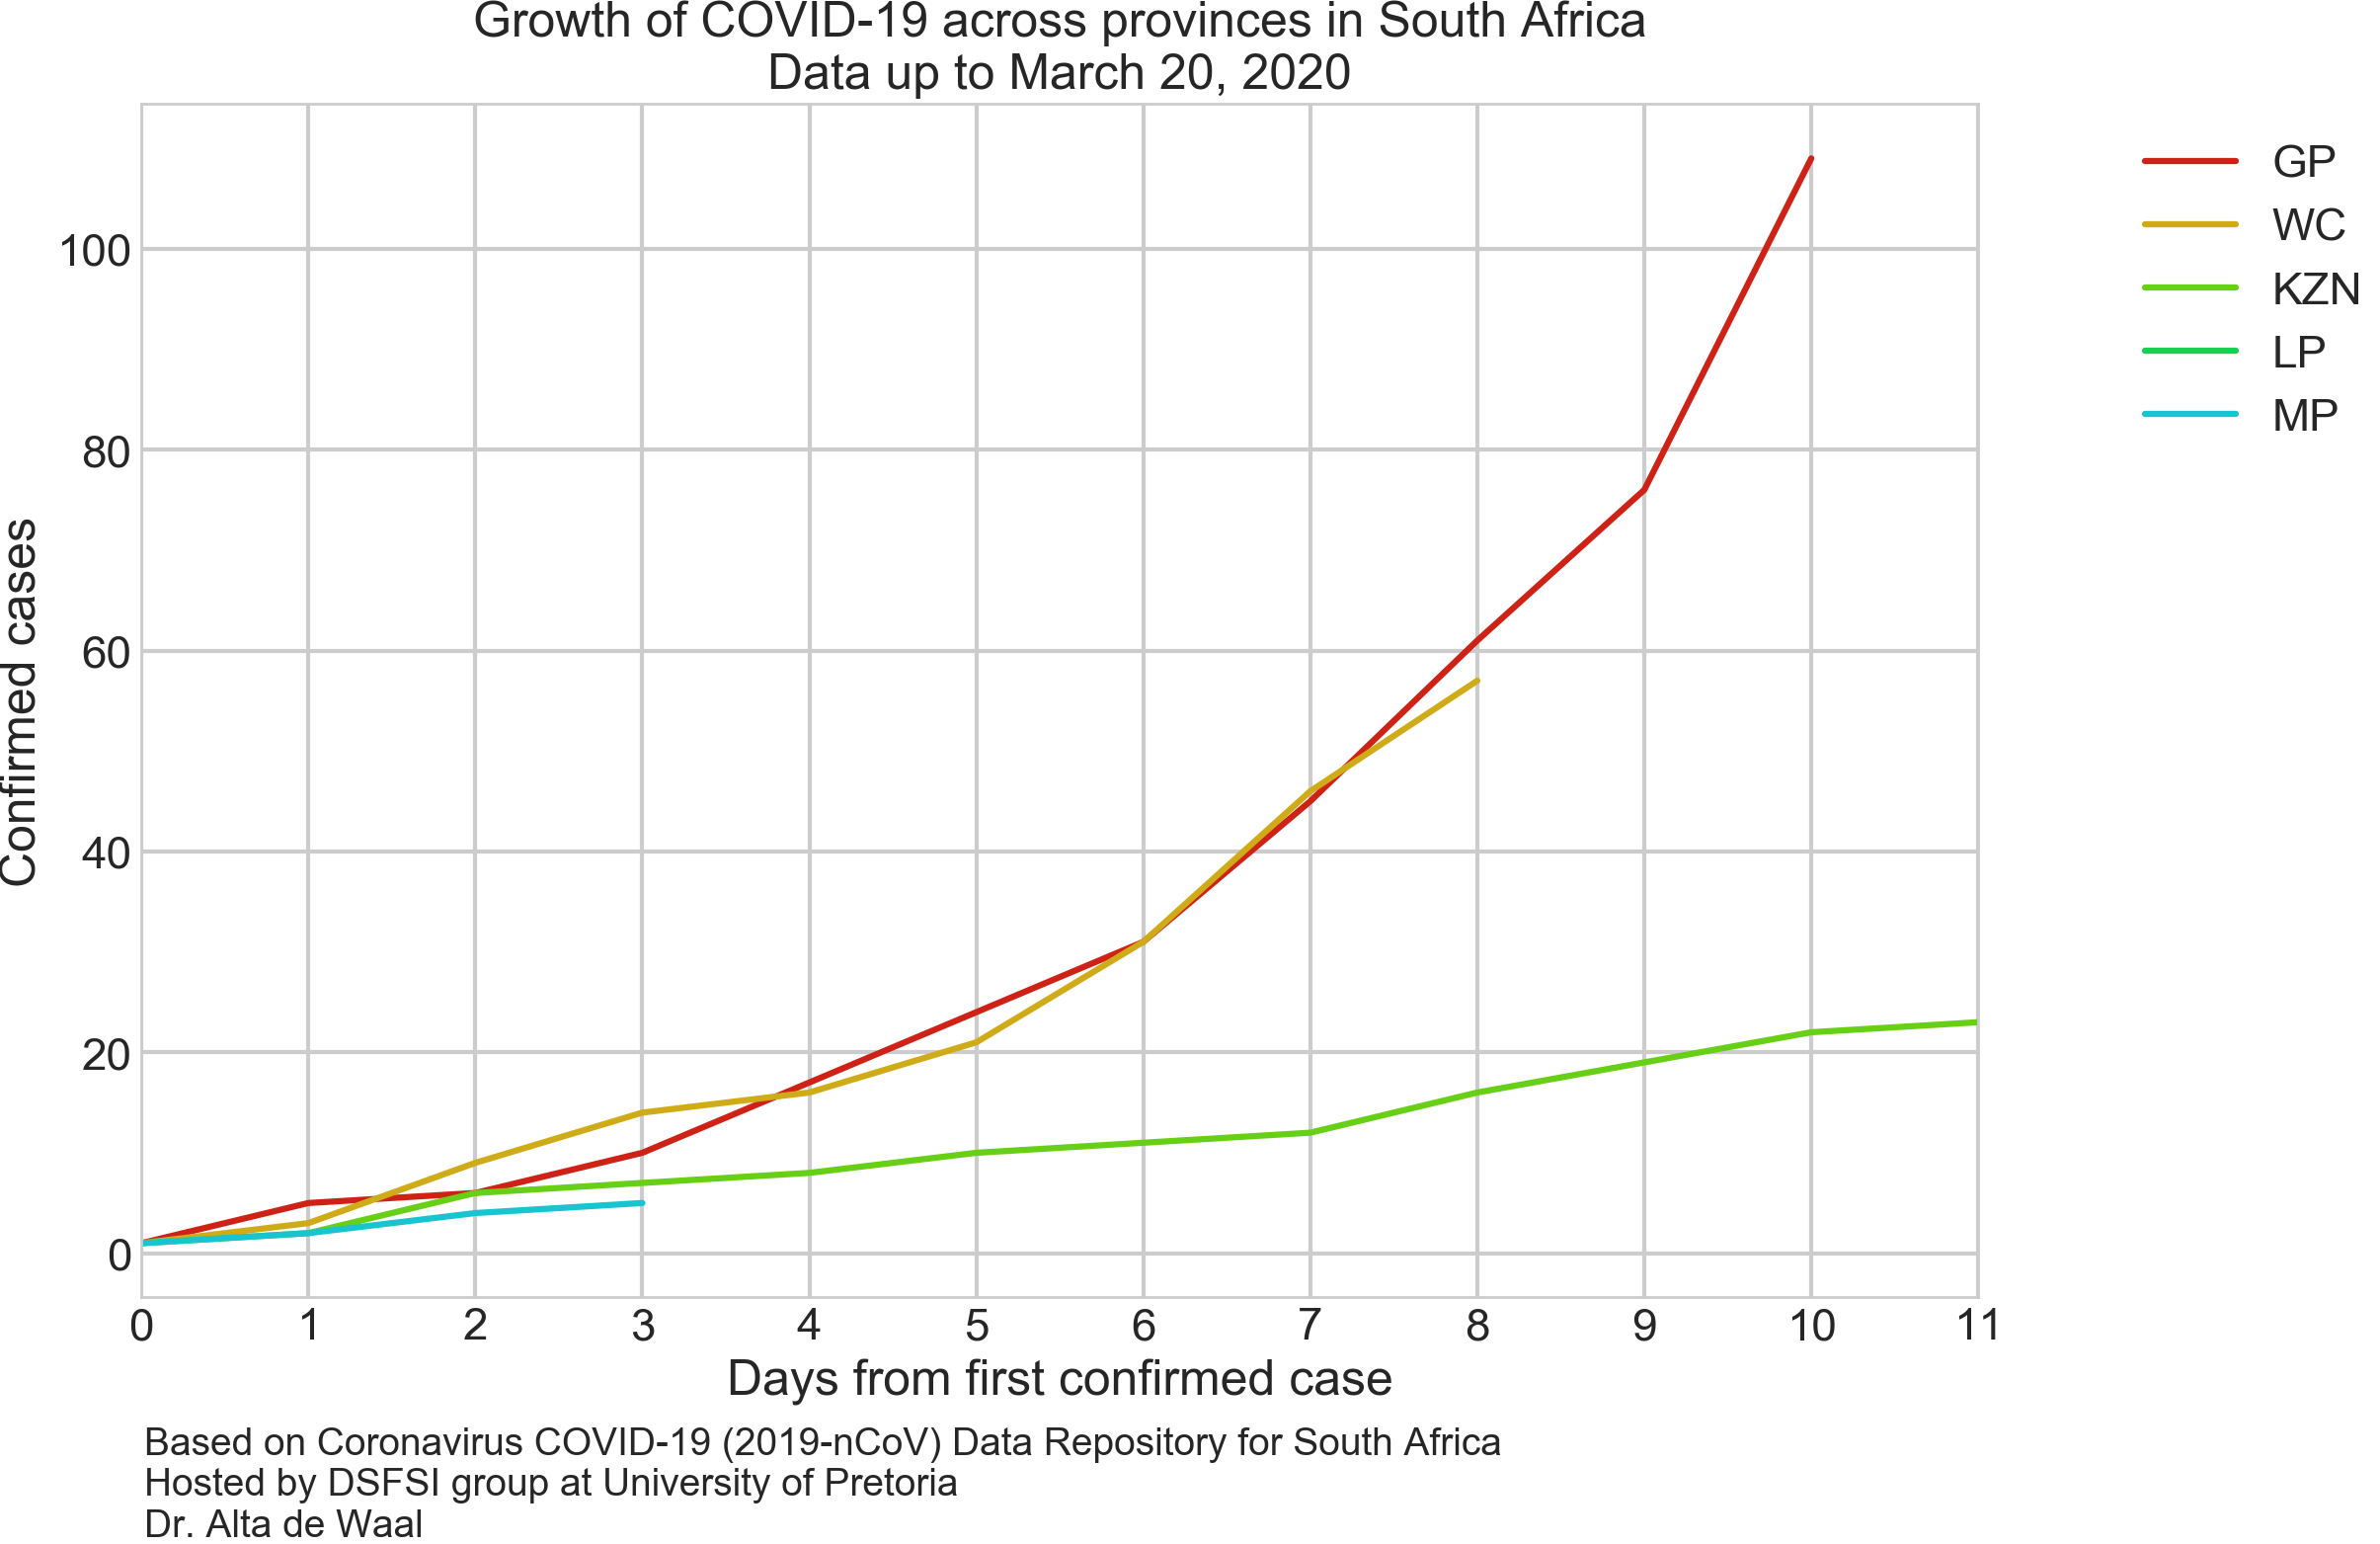 Growth of COVID-19 across provinces in South Africa
Data up to March 20, 2020
GP
WC
KZN
LP
MP
Confirmed cases
100
80
60
40
20
0
0 1 2 3 4 5 6 7 8 9 10 11
Days from first confirmed case
Based on Coronavirus COVID-19 (2019-nCoV) Data Repository for South Africa
Hosted by DSFSI group at University of Pretoria
Dr. Alta de Waal